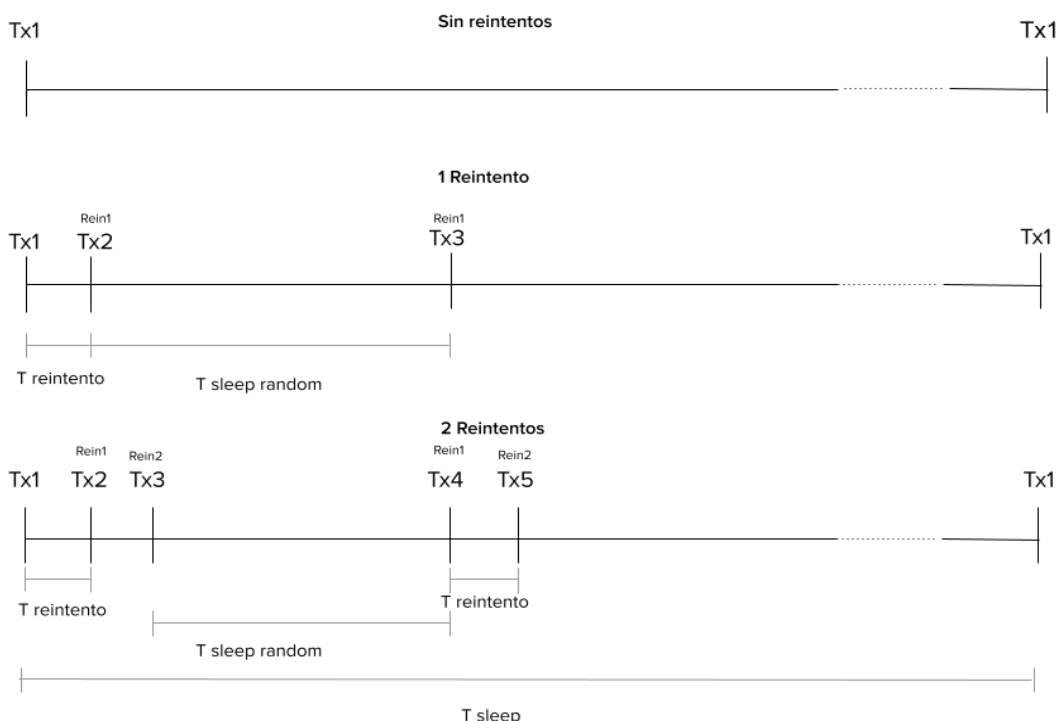 Sin reintentos
Tx1 Tx1
1 Reintento
Rein1 Rein1
Tx1 Tx2 Tx3 Tx1
T reintento T sleep random
2 Reintentos
Rein1 Rein2 Rein1 Rein2
Tx1 Tx2 Tx3 Tx4 Tx5 Tx1
T reintento T reintento
T sleep random
T sleep